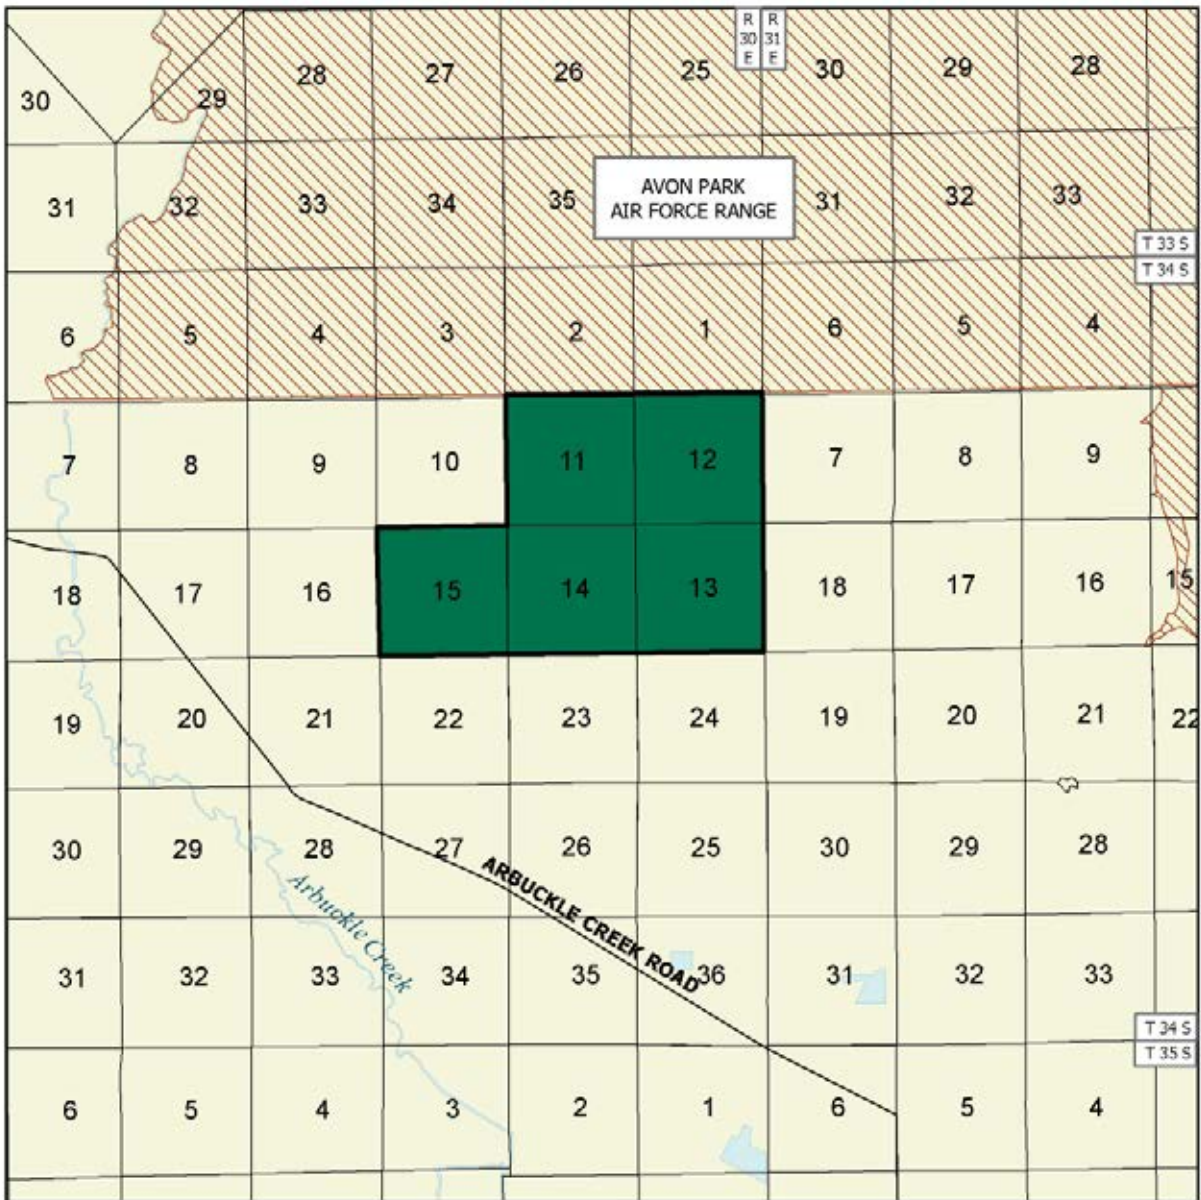 R R
30 31
E E
30 29 28 27 26 25 30 29 28
31 32 33 34 35 AVON PARK 31 32 33
AIR FORCE RANGE
T 33 S
T 34 S
6 5 4 3 2 1 6 5 4
7 8 9 10 11 12 7 8 9
18 17 16 15 14 13 18 17 16 15
19 20 21 22 23 24 19 20 21 22
30 29 28 27 26 25 30 29 28
ARBUCKLE CREEK ROAD
Arbuckle Creek
31 32 33 34 35 36 31 32 33
T 34 S
T 35 S
6 5 4 3 2 1 6 5 4